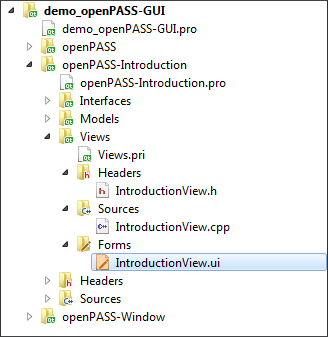 demo_openPASS-GUI
demo_openPASS-GUI.pro
openPASS
openPASS-Introduction
openPASS-Introduction.pro
Interfaces
Models
Views
Views.pri
Headers
IntroductionView.h
Sources
IntroductionView.cpp
Forms
IntroductionView.ui
Headers
Sources
openPASS-Window